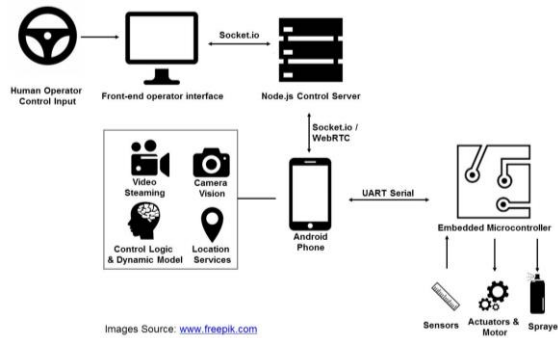 Socket.io
Human Operator
Control Input
Front-end operator interface
Node.js Control Server
Socket.io /
WebRTC
Video
Steaming
Camera
Vision
UART Serial
Control Logic
& Dynamic Model
Location
Services
Android
Phone
Embedded Microcontroller
Sensors
Actuators &
Motor
Spraye
Images Source: www.freepik.com